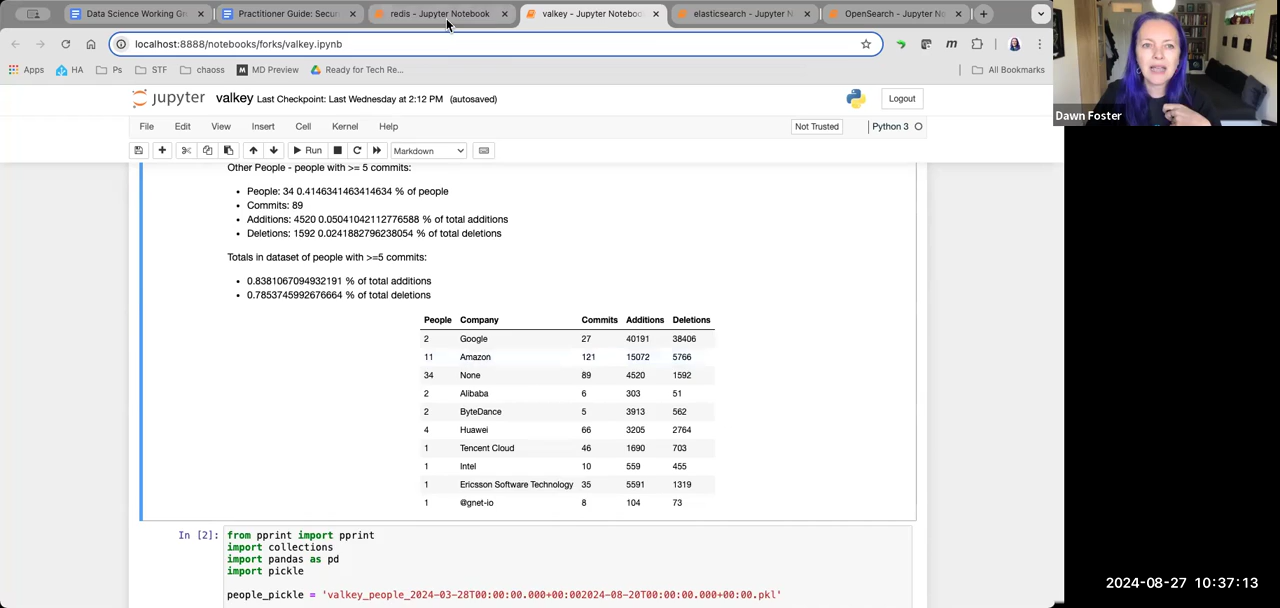 Data Science Working Gr
Practitioner Guide: Secur
redis - Jupyter Notebook
valkey - Jupyter Notebook
elasticsearch - Jupyter N
OpenSearch - Jupyter No
localhost:8888/notebooks/forks/valkey.ipynb
Apps
HA
Ps
STF
chaoss
MD Preview
Ready for Tech Re...
All Bookmarks
jupyter valkey Last Checkpoint: Last Wednesday at 2:12 PM (autosaved)
Logout
File Edit View Insert Cell Kernel Help
Not Trusted
Python 3
Run
Markdown
Other People - people with >= 5 commits:
• People: 34 0.4146341463414634 % of people
• Commits: 89
• Additions: 4520 0.05041042112776588 % of total additions
• Deletions: 1592 0.0241882796238054 % of total deletions
Totals in dataset of people with >=5 commits:
• 0.8381067094932191 % of total additions
• 0.7853745992676664 % of total deletions
People Company Commits Additions Deletions
2 Google 27 40191 38406
11 Amazon 121 15072 5766
34 None 89 4520 1592
2 Alibaba 6 303 51
2 ByteDance 5 3913 562
4 Huawei 66 3205 2764
1 Tencent Cloud 46 1690 703
1 Intel 10 559 455
1 Ericsson Software Technology 35 5591 1319
1 @gnet-io 8 104 73
In [2]: from pprint import pprint
import collections
import pandas as pd
import pickle
people_pickle = 'valkey_people_2024-03-28T00:00:00.000+00:002024-08-20T00:00:00.000+00:00.pkl'
Dawn Foster
2024-08-27 10:37:13